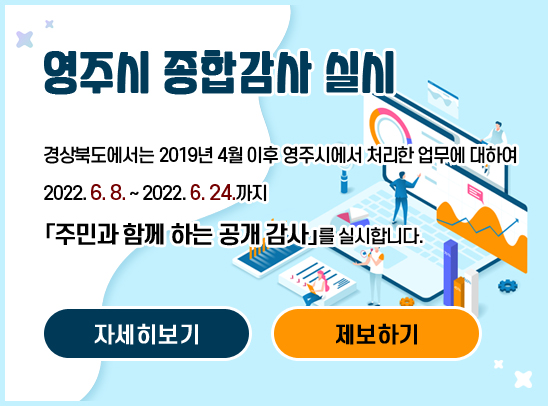 영주시 종합감사 실시
경상북도에서는 2019년 4월 이후 영주시에서 처리한 업무에 대하여
2022. 6. 8. ~ 2022. 6. 24.까지
「주민과 함께 하는 공개 감사」를 실시합니다.
자세히보기
제보하기